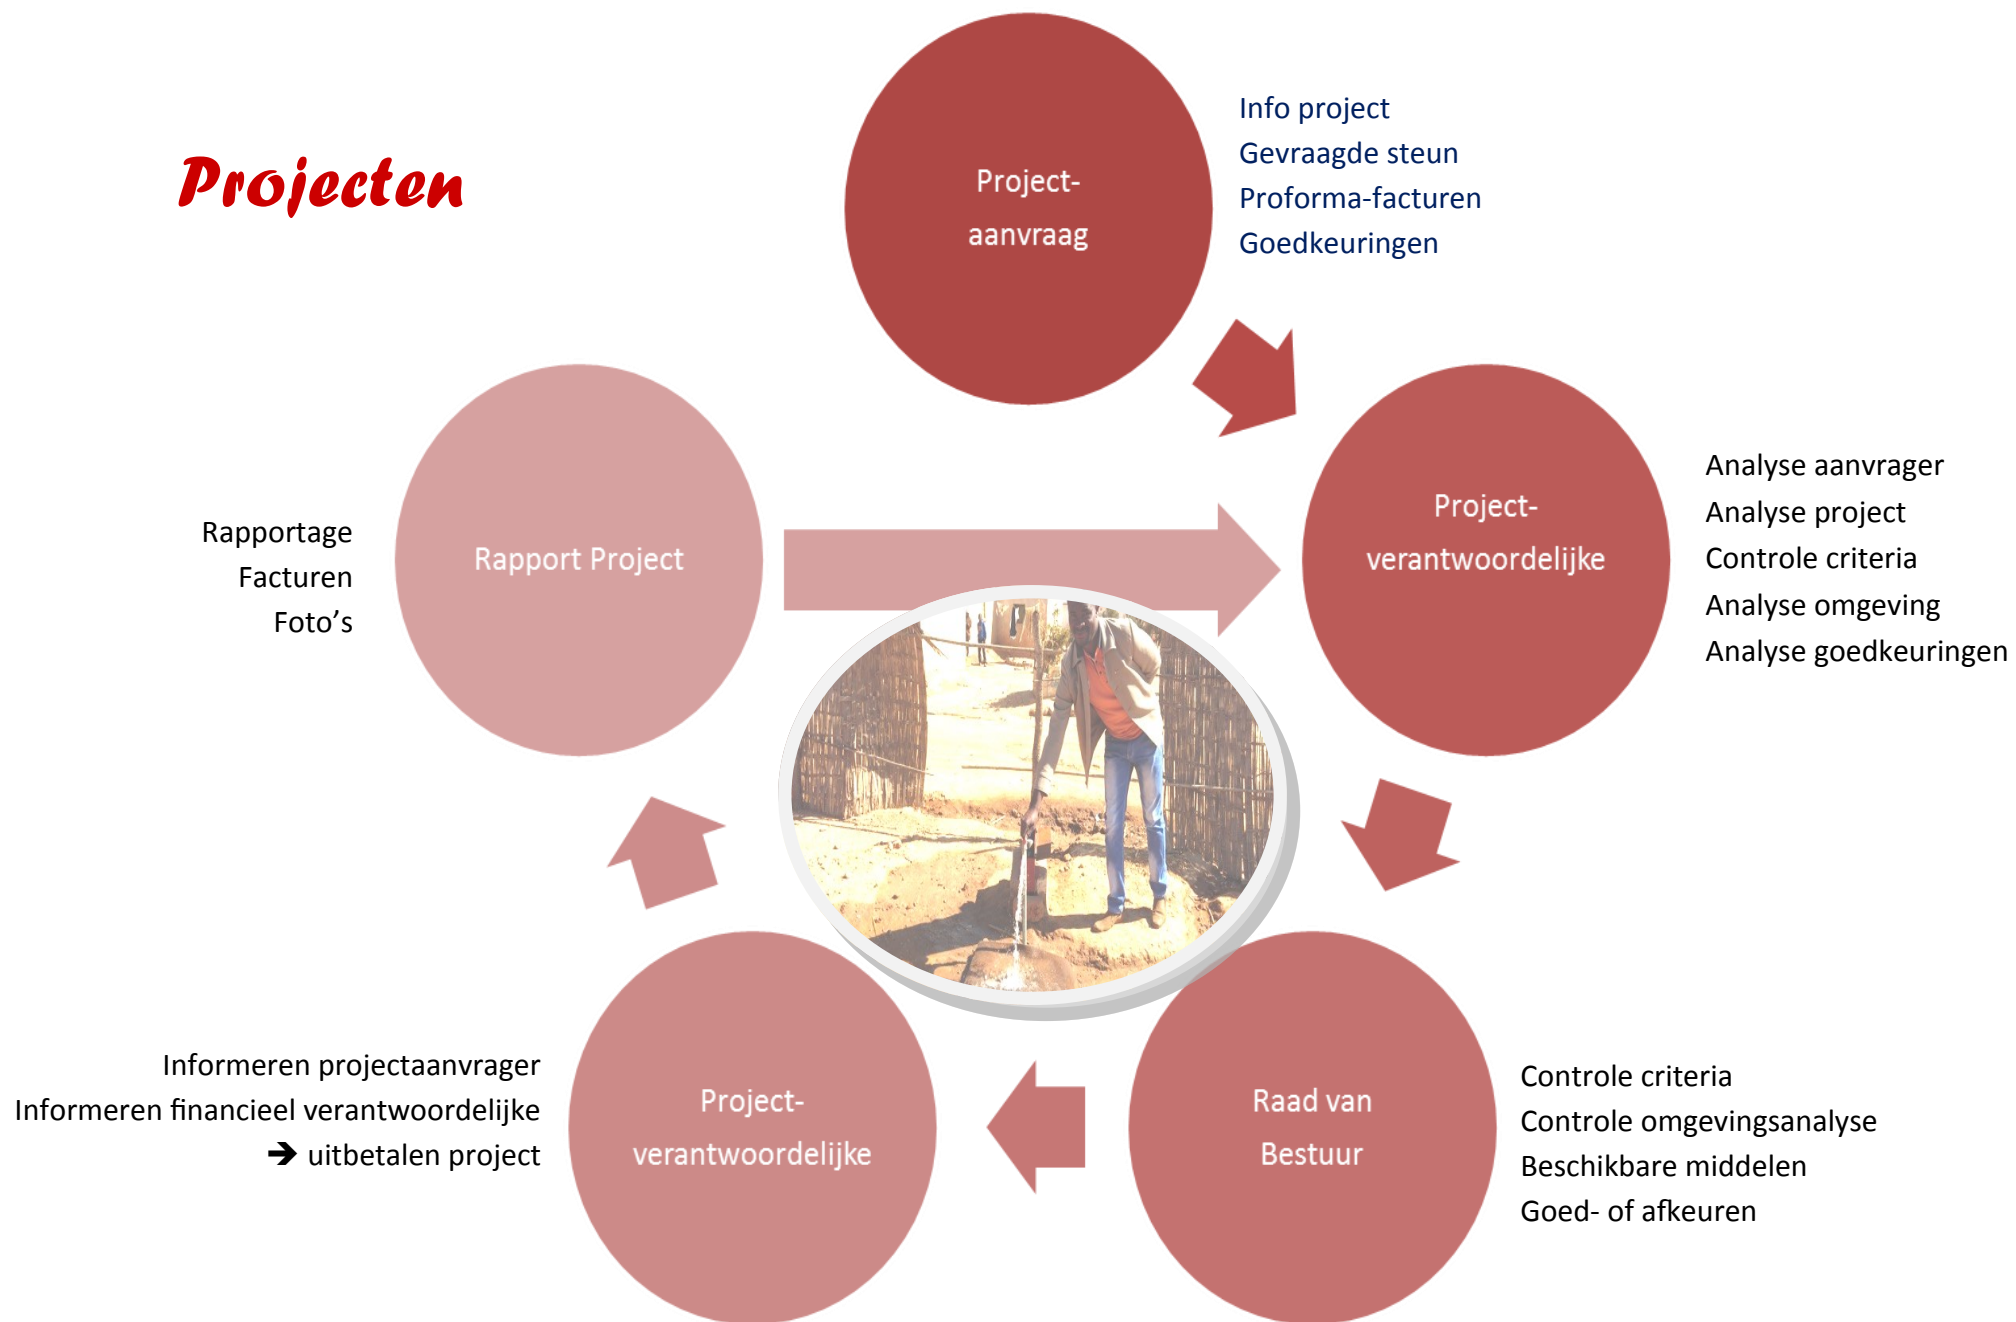 Projecten
Project-
aanvraag
Info project
Gevraagde steun
Proforma-facturen
Goedkeuringen
Project-
verantwoordelijke
Analyse aanvrager
Analyse project
Controle criteria
Analyse omgeving
Analyse goedkeuringen
Raad van
Bestuur
Controle criteria
Controle omgevingsanalyse
Beschikbare middelen
Goed- of afkeuren
Project-
verantwoordelijke
Informeren projectaanvrager
Informeren financieel verantwoordelijke
➔ uitbetalen project
Rapport Project
Rapportage
Facturen
Foto’s